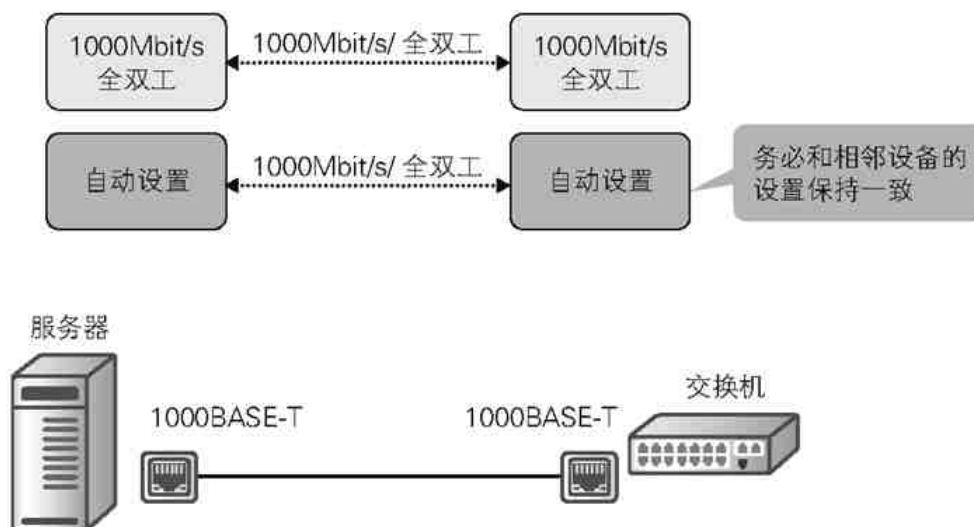 1000Mbit/s
全双工
1000Mbit/s/ 全双工
1000Mbit/s
全双工
自动设置
1000Mbit/s/ 全双工
自动设置
务必和相邻设备的
设置保持一致
服务器
1000BASE-T
1000BASE-T
交换机